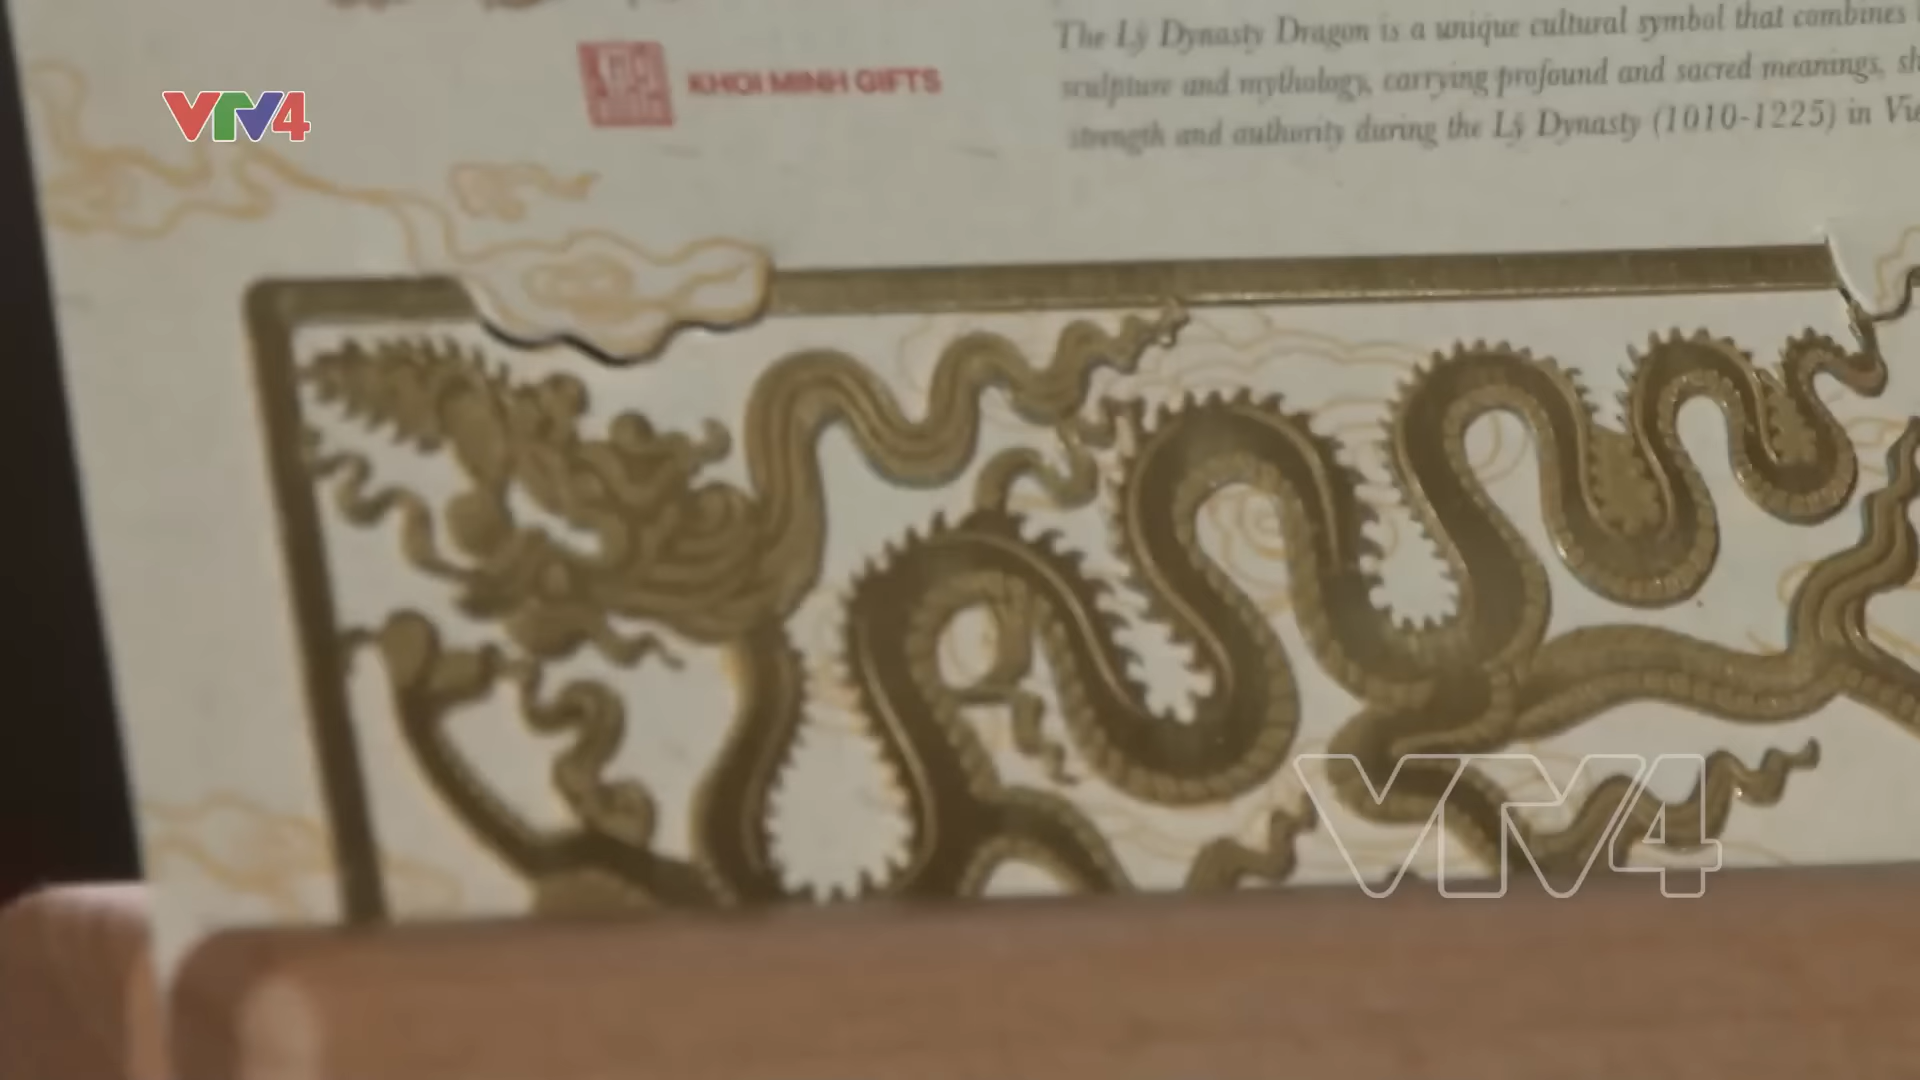 VTV4
KHOI MINH GIFTS
The Lý Dynasty Dragon is a unique cultural symbol that combines
sculpture and mythology, carrying profound and sacred meanings,
strength and authority during the Lý Dynasty (1010-1225) in
VTV4